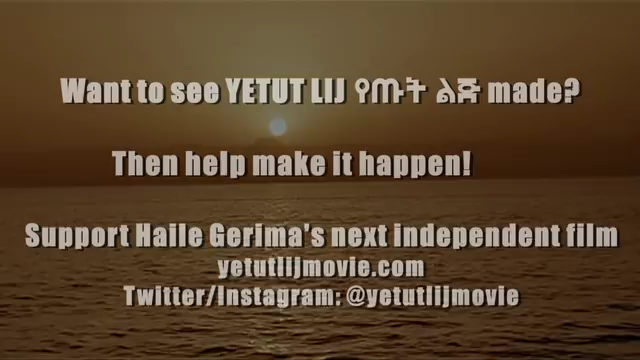 Want to see YETUT LIJ የጡት ልጅ made?
Then help make it happen!
Support Haile Gerima's next independent film
yetutlijmovie.com
Twitter/Instagram: @yetutlijmovie